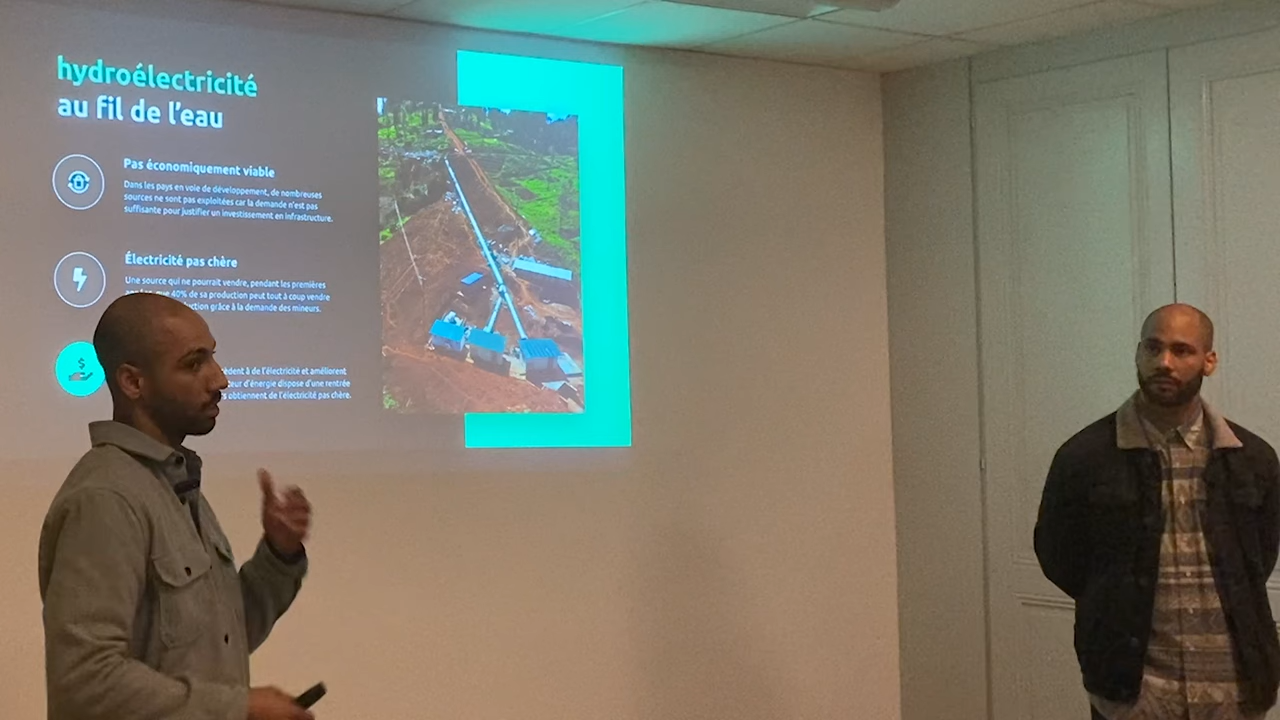 hydroélectricité
au fil de l'eau
Pas économiquement viable
Dans les pays en voie de développement, de nombreuses
sources ne sont pas exploitées car la demande n'est pas
suffisante pour justifier un investissement en infrastructure.
Électricité pas chère
Une source qui ne pourrait vendre, pendant les premières
que 40% de sa production peut tout à coup vendre
grâce à la demande des mineurs.
$
de l'électricité et améliorent
d'énergie dispose d'une rentrée
obtiennent de l'électricité pas chère.